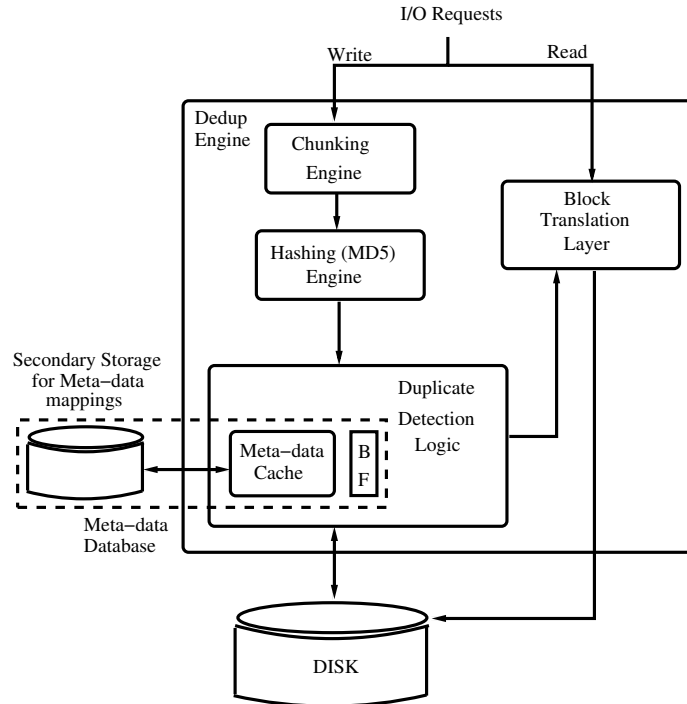 I/O Requests
Write
Read
Dedup
Engine
Chunking
Engine
Block
Translation
Layer
Hashing (MD5)
Engine
Secondary Storage
for Meta−data
mappings
Duplicate
Detection
Logic
Meta−data
Cache
B
F
Meta−data
Database
DISK